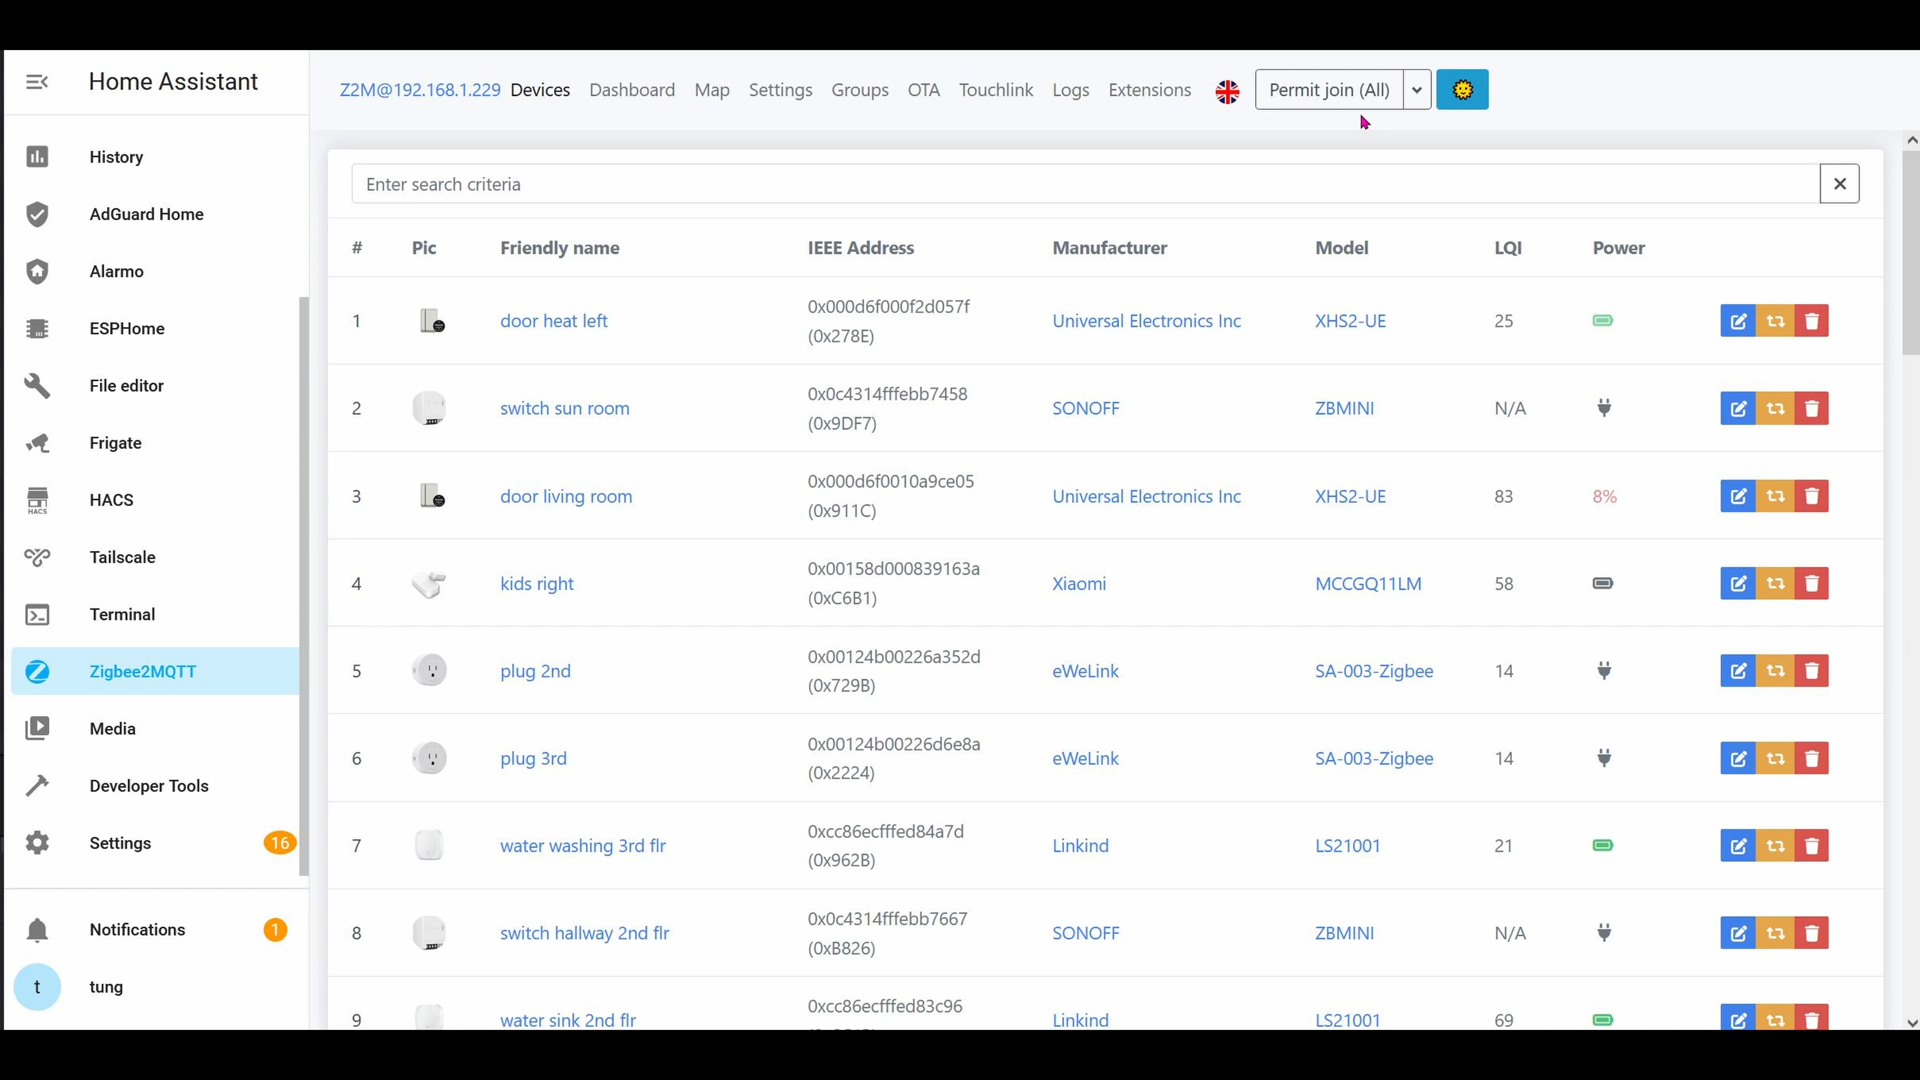 Home Assistant
History
AdGuard Home
Alarmo
ESPHome
File editor
Frigate
HACS
HACS
Tailscale
Terminal
Zigbee2MQTT
Media
Developer Tools
Settings 16
Notifications 1
t tung
Z2M@192.168.1.229 Devices Dashboard Map Settings Groups OTA Touchlink Logs Extensions Permit join (All)
Enter search criteria
# Pic Friendly name IEEE Address Manufacturer Model LQI Power
1 door heat left 0x000d6f000f2d057f Universal Electronics Inc XHS2-UE 25
(0x278E)
2 switch sun room 0x0c4314fffebb7458 SONOFF ZBMINI N/A
(0x9DF7)
3 door living room 0x000d6f0010a9ce05 Universal Electronics Inc XHS2-UE 83 8%
(0x911C)
4 kids right 0x00158d000839163a Xiaomi MCCGQ11LM 58
(0xC6B1)
5 plug 2nd 0x00124b00226a352d eWeLink SA-003-Zigbee 14
(0x729B)
6 plug 3rd 0x00124b00226d6e8a eWeLink SA-003-Zigbee 14
(0x2224)
7 water washing 3rd flr 0xcc86ecfffed84a7d Linkind LS21001 21
(0x962B)
8 switch hallway 2nd flr 0x0c4314fffebb7667 SONOFF ZBMINI N/A
(0xB826)
9 water sink 2nd flr 0xcc86ecfffed83c96 Linkind LS21001 69